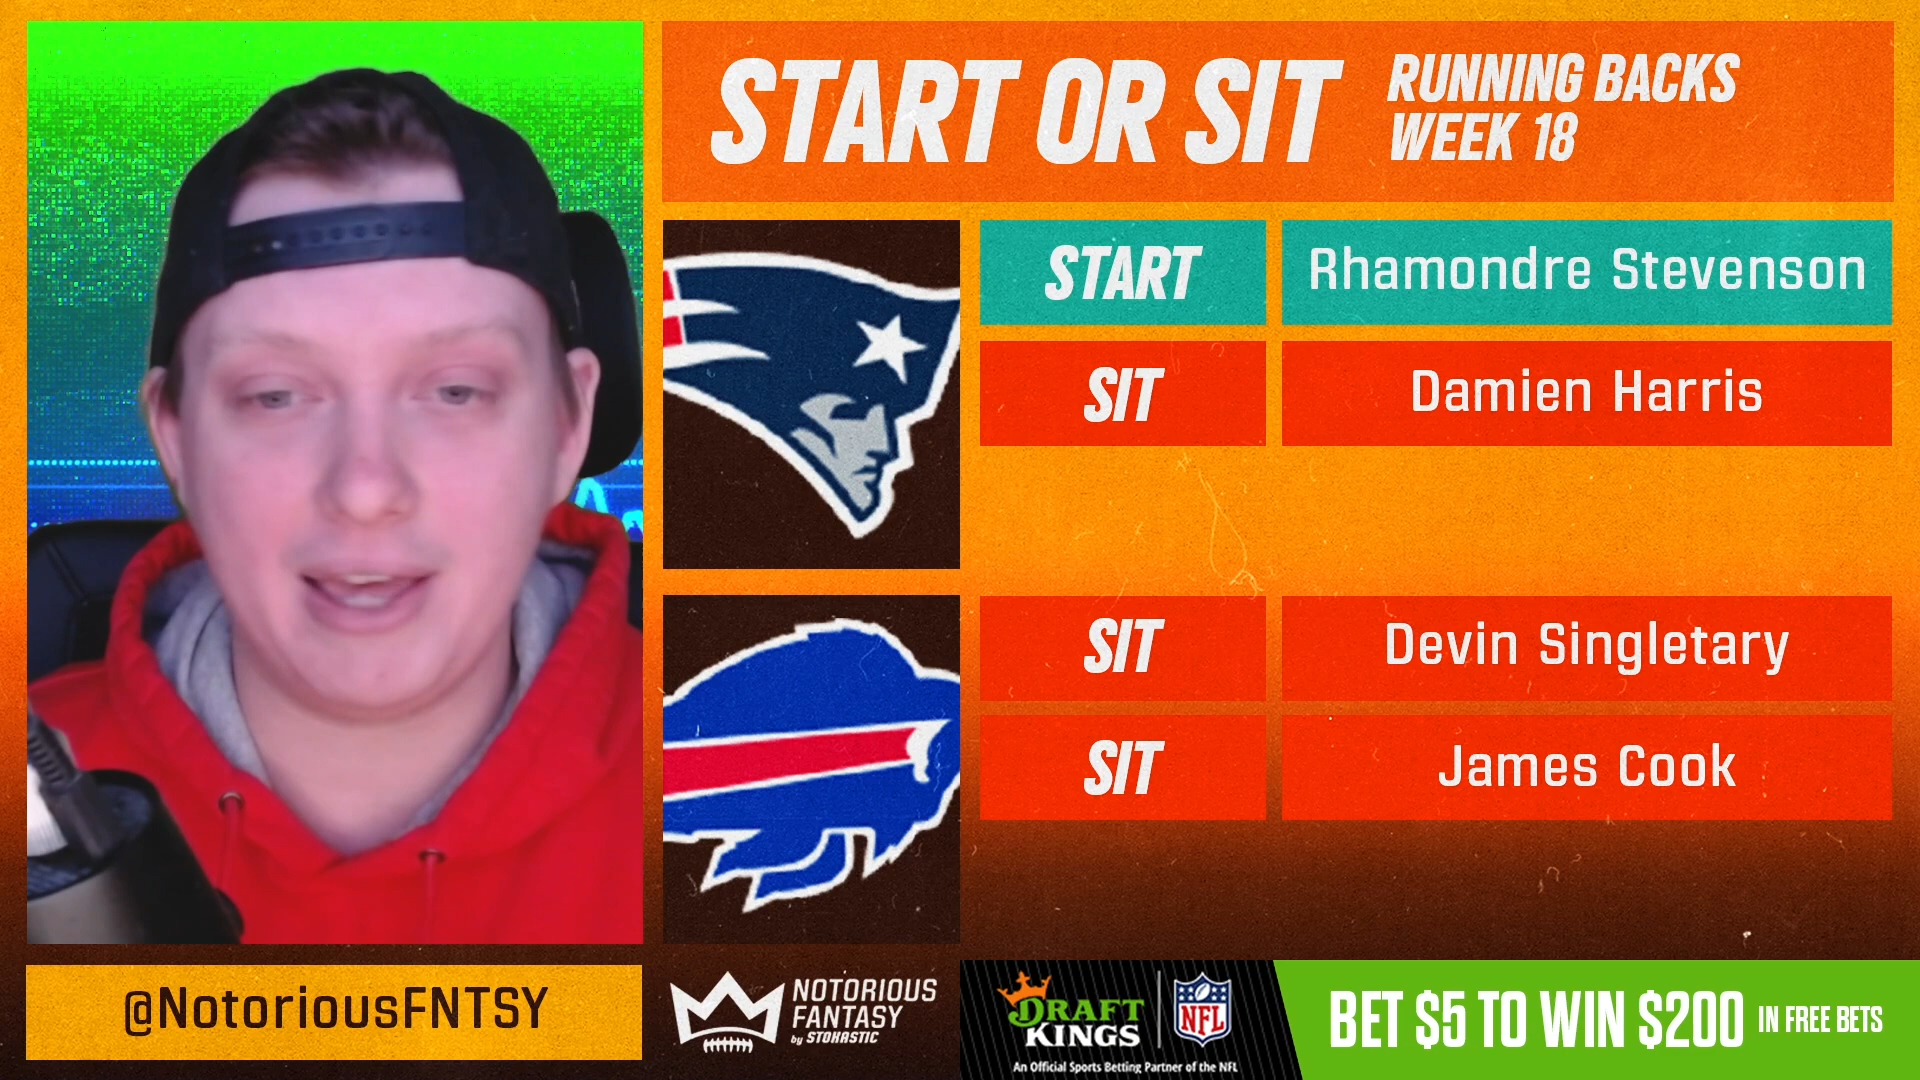 START OR SIT
RUNNING BACKS
WEEK 18
START
Rhamondre Stevenson
SIT
Damien Harris
SIT
Devin Singletary
SIT
James Cook
@NotoriousFNTSY
NOTORIOUS
FANTASY
by STOKASTIC
DRAFT
KINGS
NFL
An Official Sports Betting Partner of the NFL
BET $5 TO WIN $200 IN FREE BETS